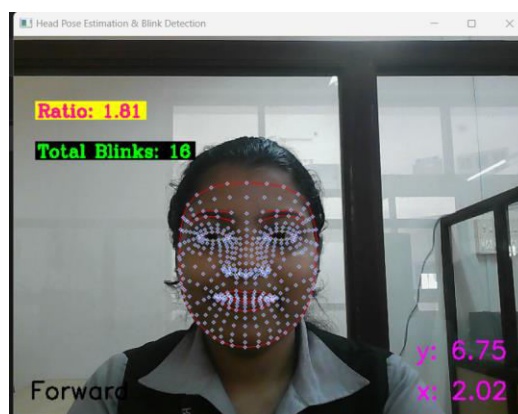 Head Pose Estimation & Blink Detection
Ratio: 1.81
Total Blinks: 16
y: 6.75
Forward
x: 2.02